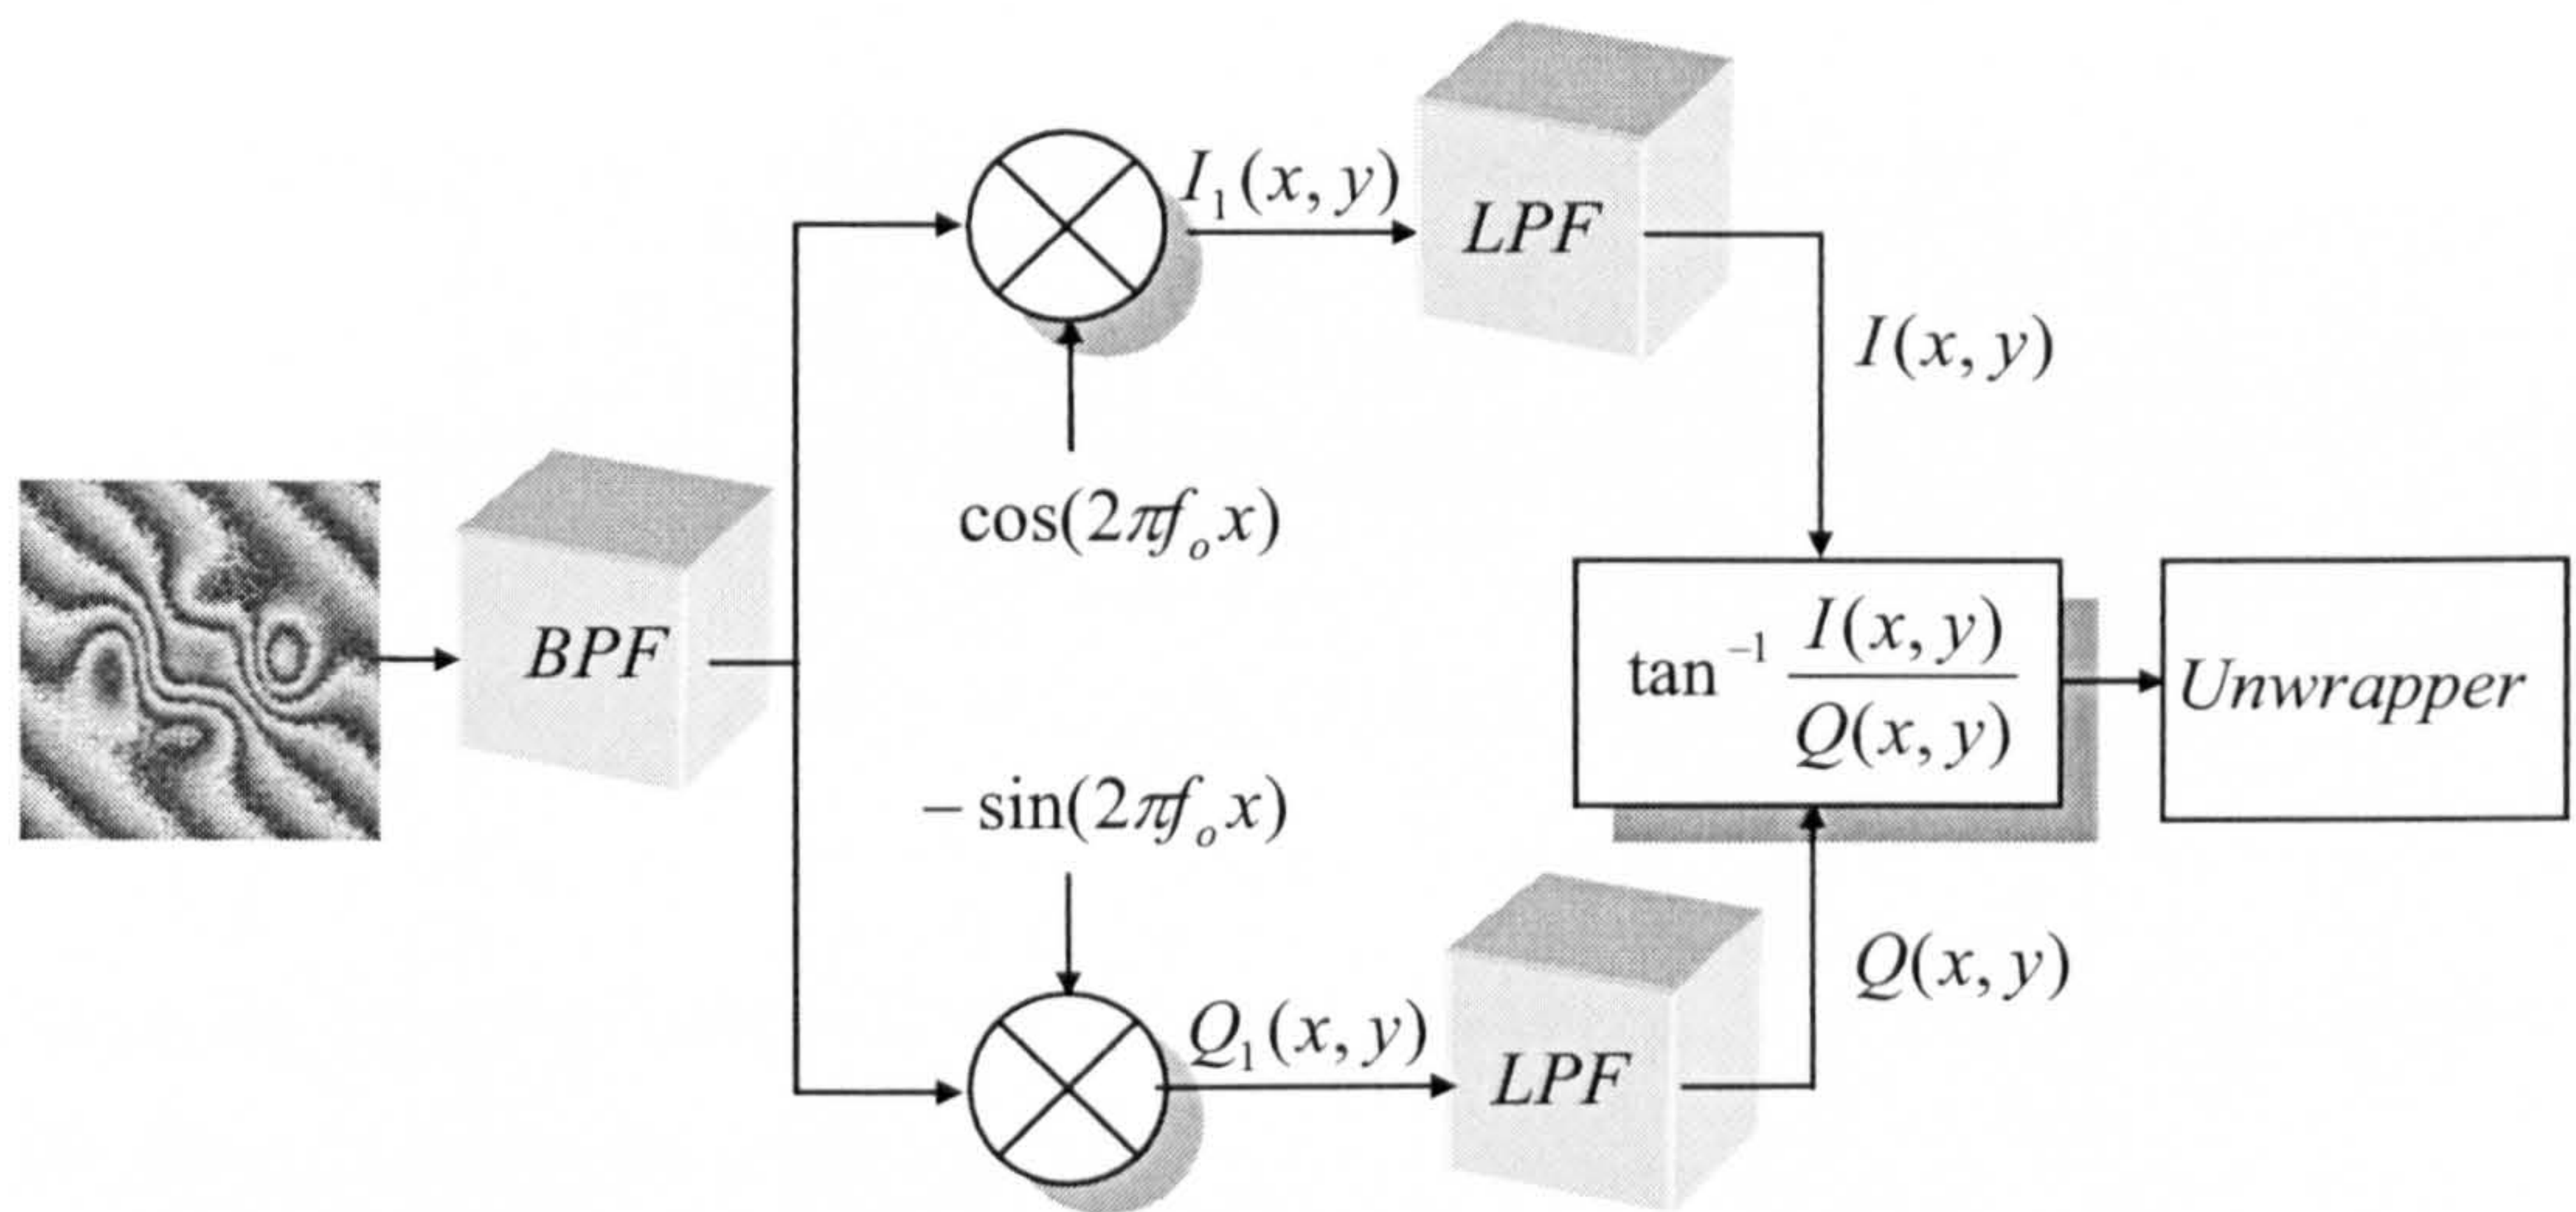 I₁(x, y)
LPF
I(x, y)
cos(2πfₒx)
BPF
tan⁻¹ I(x, y) / Q(x, y)
Unwrapper
− sin(2πfₒx)
Q₁(x, y)
LPF
Q(x, y)